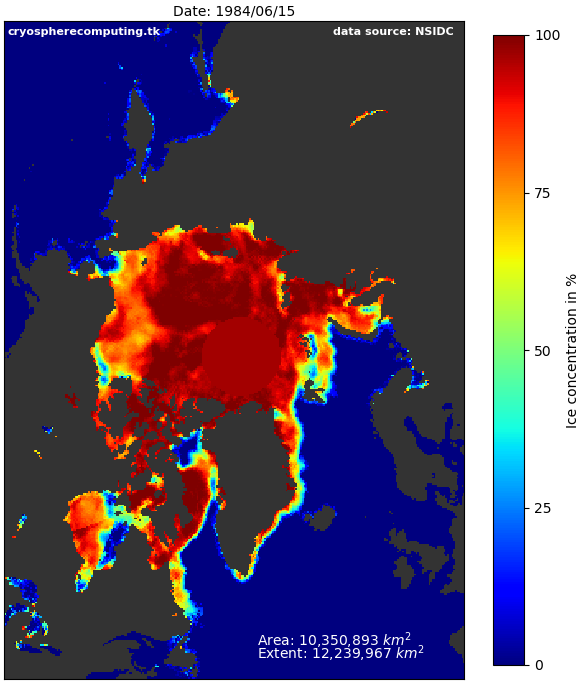 Date: 1984/06/15
cryospherecomputing.tk data source: NSIDC
100
75
50
25
0
Ice concentration in %
Area: 10,350,893 km²
Extent: 12,239,967 km²